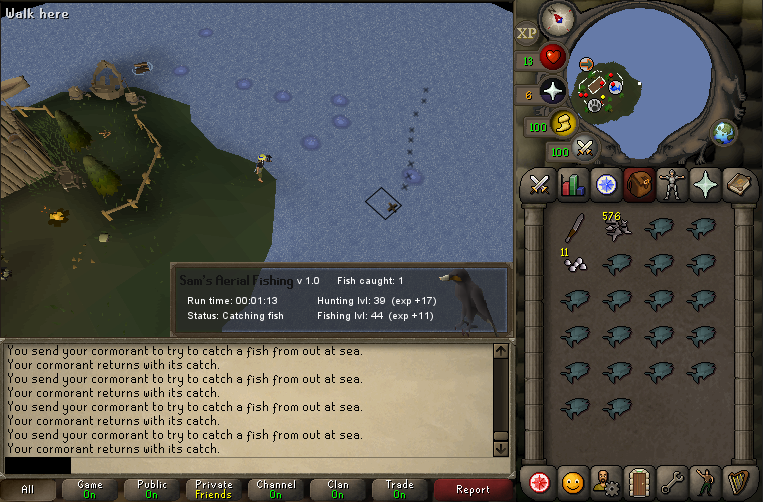 Walk here
XP
13
6
100
100
576
11
Sam's Aerial Fishing v 1.0 Fish caught: 1
Run time: 00:01:13 Hunting lvl: 39 (exp +17)
Status: Catching fish Fishing lvl: 44 (exp +11)
You send your cormorant to try to catch a fish from out at sea.
Your cormorant returns with its catch.
You send your cormorant to try to catch a fish from out at sea.
Your cormorant returns with its catch.
You send your cormorant to try to catch a fish from out at sea.
Your cormorant returns with its catch.
You send your cormorant to try to catch a fish from out at sea.
Your cormorant returns with its catch.
All
Game
On
Public
On
Private
Friends
Channel
On
Clan
On
Trade
On
Report